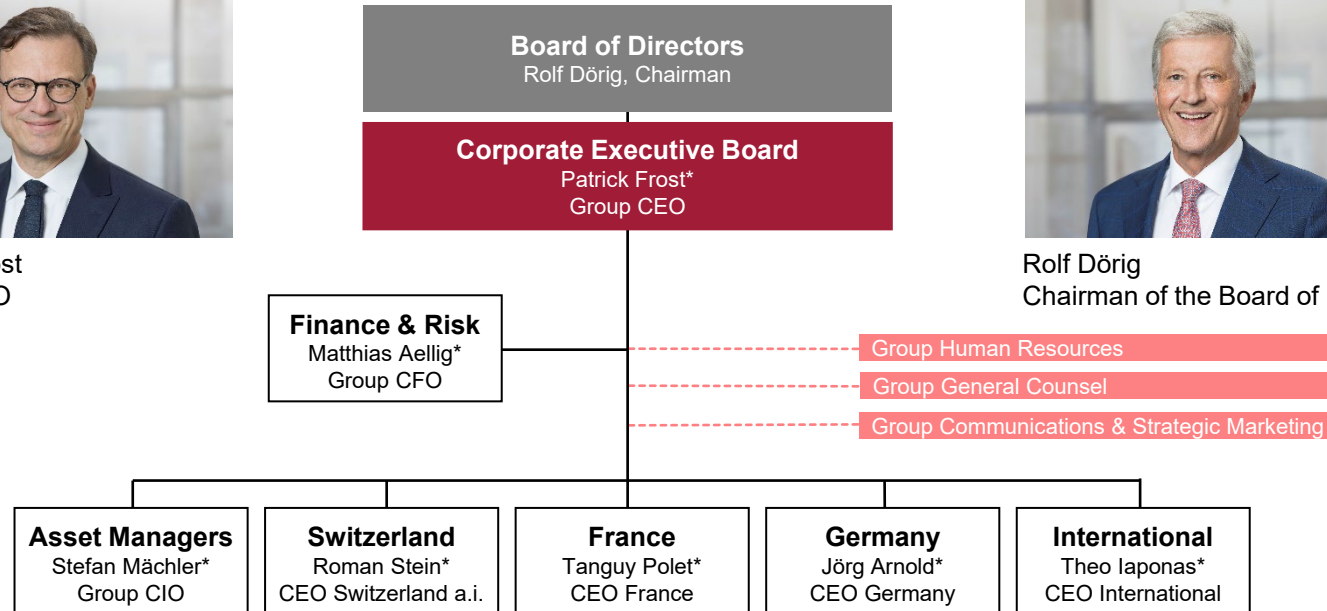 Board of Directors
Rolf Dörig, Chairman
Corporate Executive Board
Patrick Frost*
Group CEO
Rolf Dörig
Chairman of the Board of
Finance & Risk
Matthias Aellig*
Group CFO
Group Human Resources
Group General Counsel
Group Communications & Strategic Marketing
Asset Managers
Stefan Mächler*
Group CIO
Switzerland
Roman Stein*
CEO Switzerland a.i.
France
Tanguy Polet*
CEO France
Germany
Jörg Arnold*
CEO Germany
International
Theo Iaponas*
CEO International